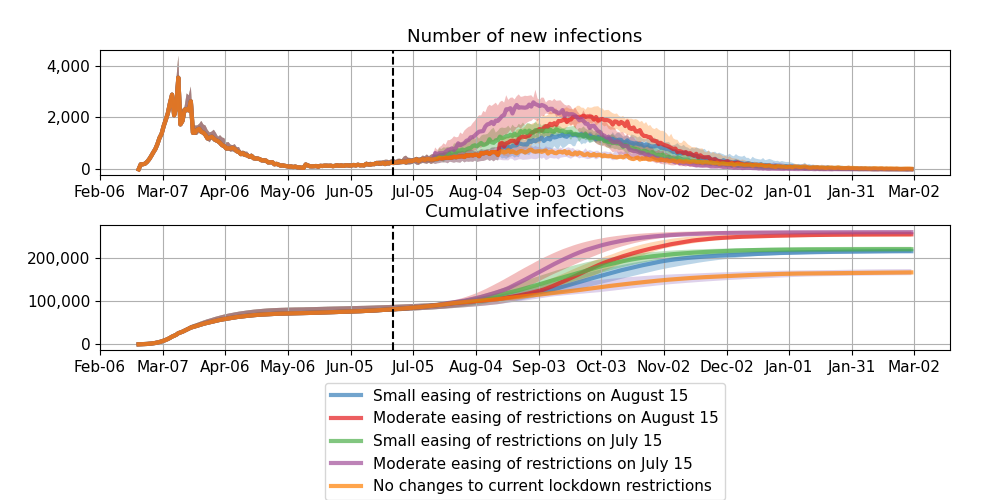 Number of new infections
4,000
2,000
0
Feb-06 Mar-07 Apr-06 May-06 Jun-05 Jul-05 Aug-04 Sep-03 Oct-03 Nov-02 Dec-02 Jan-01 Jan-31 Mar-02
Cumulative infections
200,000
100,000
0
Feb-06 Mar-07 Apr-06 May-06 Jun-05 Jul-05 Aug-04 Sep-03 Oct-03 Nov-02 Dec-02 Jan-01 Jan-31 Mar-02
Small easing of restrictions on August 15
Moderate easing of restrictions on August 15
Small easing of restrictions on July 15
Moderate easing of restrictions on July 15
No changes to current lockdown restrictions